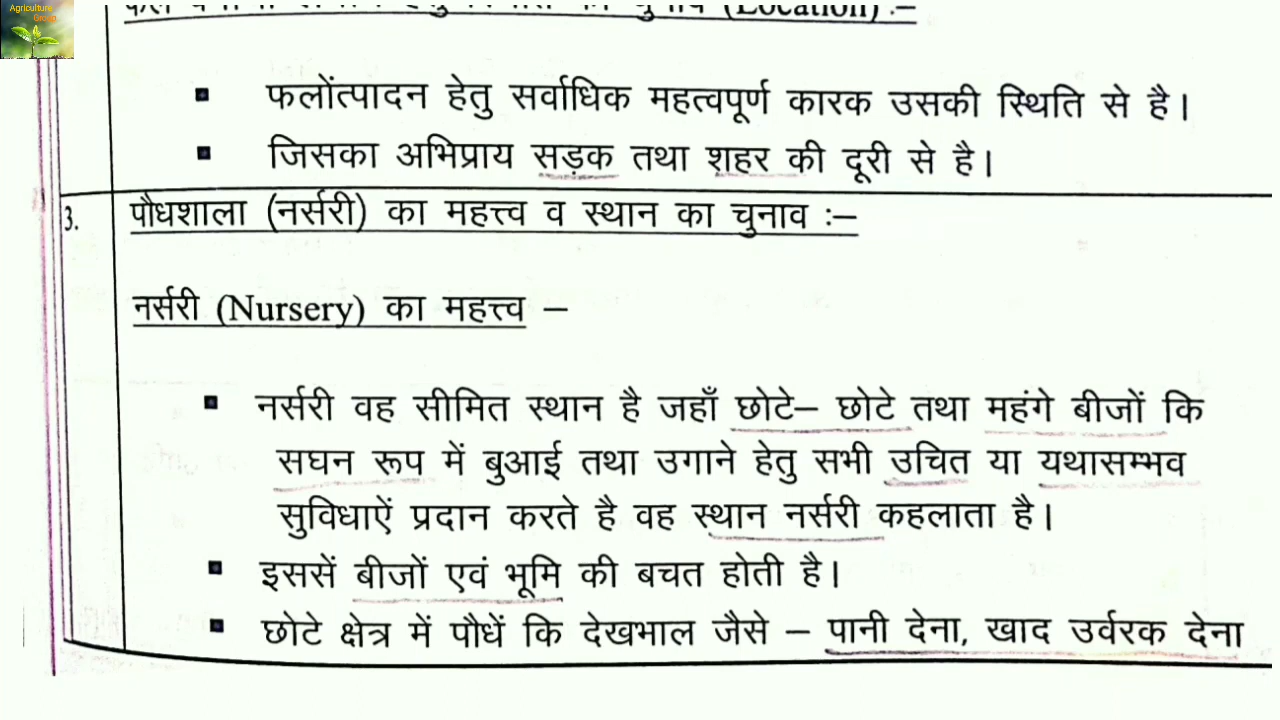 Agriculture
Group
(Location) :–
▪ फलोंत्पादन हेतु सर्वाधिक महत्वपूर्ण कारक उसकी स्थिति से है।
▪ जिसका अभिप्राय सड़क तथा शहर की दूरी से है।
3. पौधशाला (नर्सरी) का महत्त्व व स्थान का चुनाव :–
नर्सरी (Nursery) का महत्त्व –
▪ नर्सरी वह सीमित स्थान है जहाँ छोटे– छोटे तथा महंगे बीजों कि
सघन रूप में बुआई तथा उगाने हेतु सभी उचित या यथासम्भव
सुविधाऐं प्रदान करते है वह स्थान नर्सरी कहलाता है।
▪ इससें बीजों एवं भूमि की बचत होती है।
▪ छोटे क्षेत्र में पौधें कि देखभाल जैसे – पानी देना, खाद उर्वरक देना